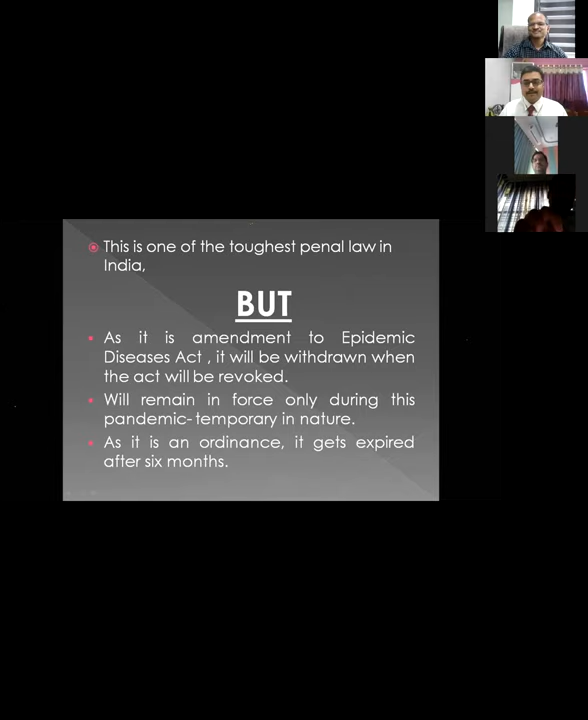 This is one of the toughest penal law in
India,
BUT
As it is amendment to Epidemic
Diseases Act , it will be withdrawn when
the act will be revoked.
Will remain in force only during this
pandemic- temporary in nature.
As it is an ordinance, it gets expired
after six months.